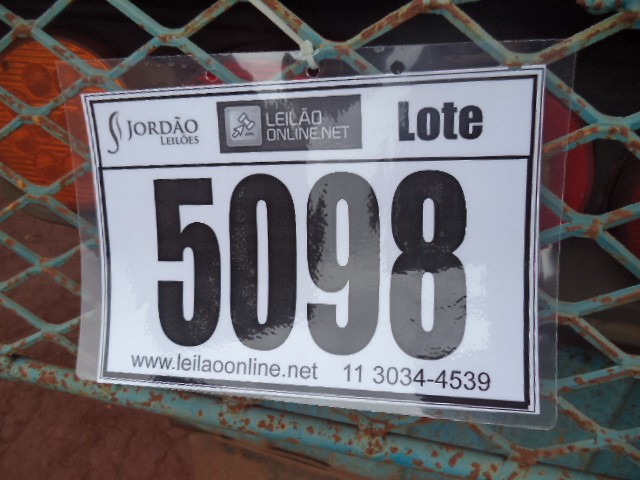 JORDÃO
LEILÕES
LEILÃO
ONLINE.NET
Lote
5098
www.leilaoonline.net 11 3034-4539